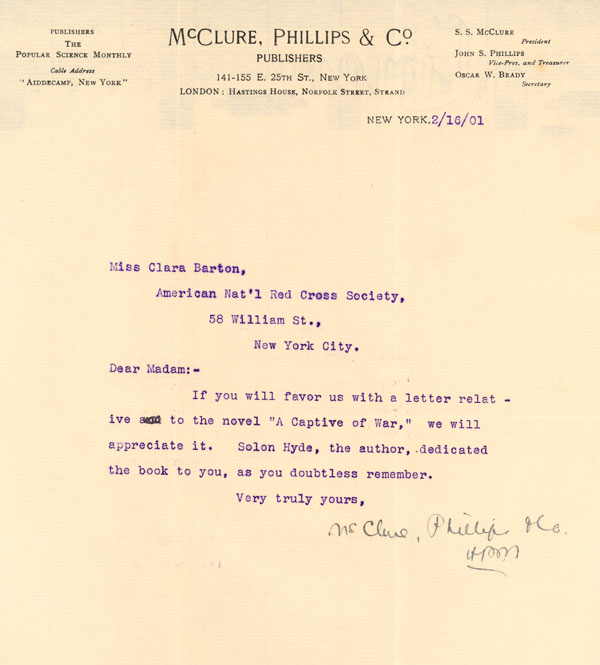 PUBLISHERS
THE
POPULAR SCIENCE MONTHLY
Cable Address
"AIDDECAMP, NEW YORK"
MCCLURE, PHILLIPS & CO
PUBLISHERS
141-155 E. 25TH ST., NEW YORK
LONDON: HASTINGS HOUSE, NORFOLK STREET, STRAND
S. S. MCCLURE
President
JOHN S. PHILLIPS
Vice-Pres. and Treasurer
OSCAR W. BRADY
Secretary
NEW YORK, 2/16/01
Miss Clara Barton,
American Nat'l Red Cross Society,
58 William St.,
New York City.
Dear Madam:-
If you will favor us with a letter relat -
ive to the novel "A Captive of War," we will
appreciate it. Solon Hyde, the author, dedicated
the book to you, as you doubtless remember.
Very truly yours,
McClure, Phillips & Co.